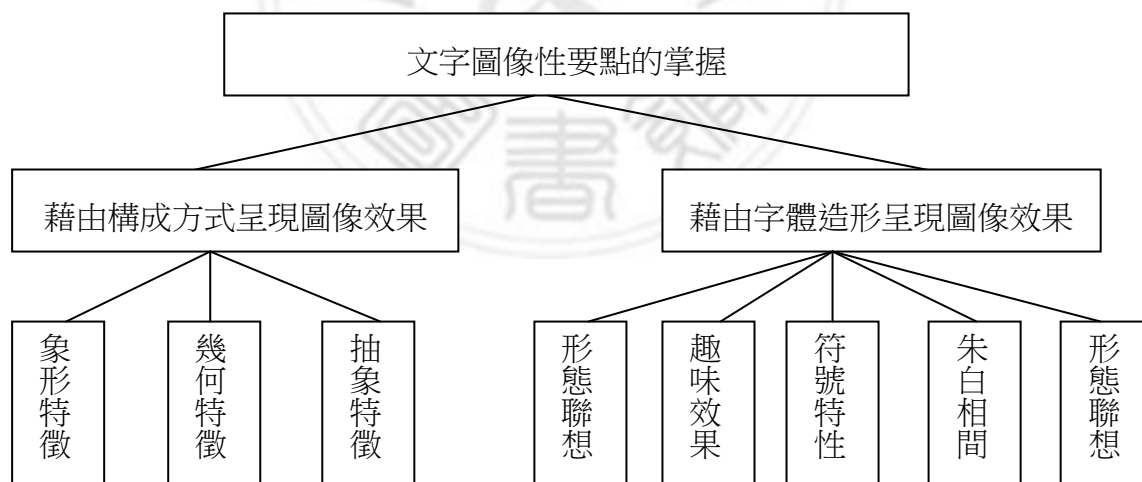 文字圖像性要點的掌握
藉由構成方式呈現圖像效果
藉由字體造形呈現圖像效果
象形特徵
幾何特徵
抽象特徵
形態聯想
趣味效果
符號特性
朱白相間
形態聯想
書